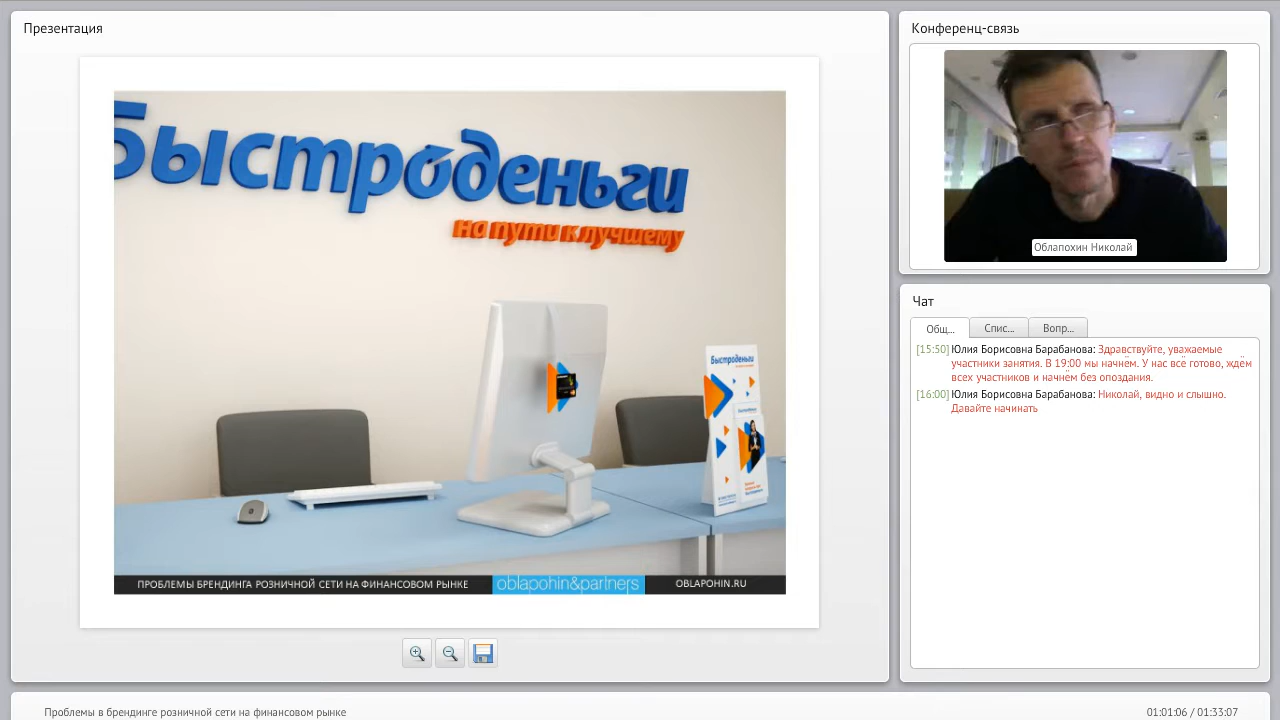 Презентация
Быстроденьги
на пути к лучшему
Быстроденьги
ПРОБЛЕМЫ БРЕНДИНГА РОЗНИЧНОЙ СЕТИ НА ФИНАНСОВОМ РЫНКЕ
oblapohin&partners
OBLAPOHIN.RU
Конференц-связь
Облапохин Николай
Чат
Общ...
Спис...
Вопр...
[15:50] Юлия Борисовна Барабанова: Здравствуйте, уважаемые
участники занятия. В 19:00 мы начнём. У нас всё готово, ждём
всех участников и начнём без опоздания.
[16:00] Юлия Борисовна Барабанова: Николай, видно и слышно.
Давайте начинать
Проблемы в брендинге розничной сети на финансовом рынке
01:01:06 / 01:33:07